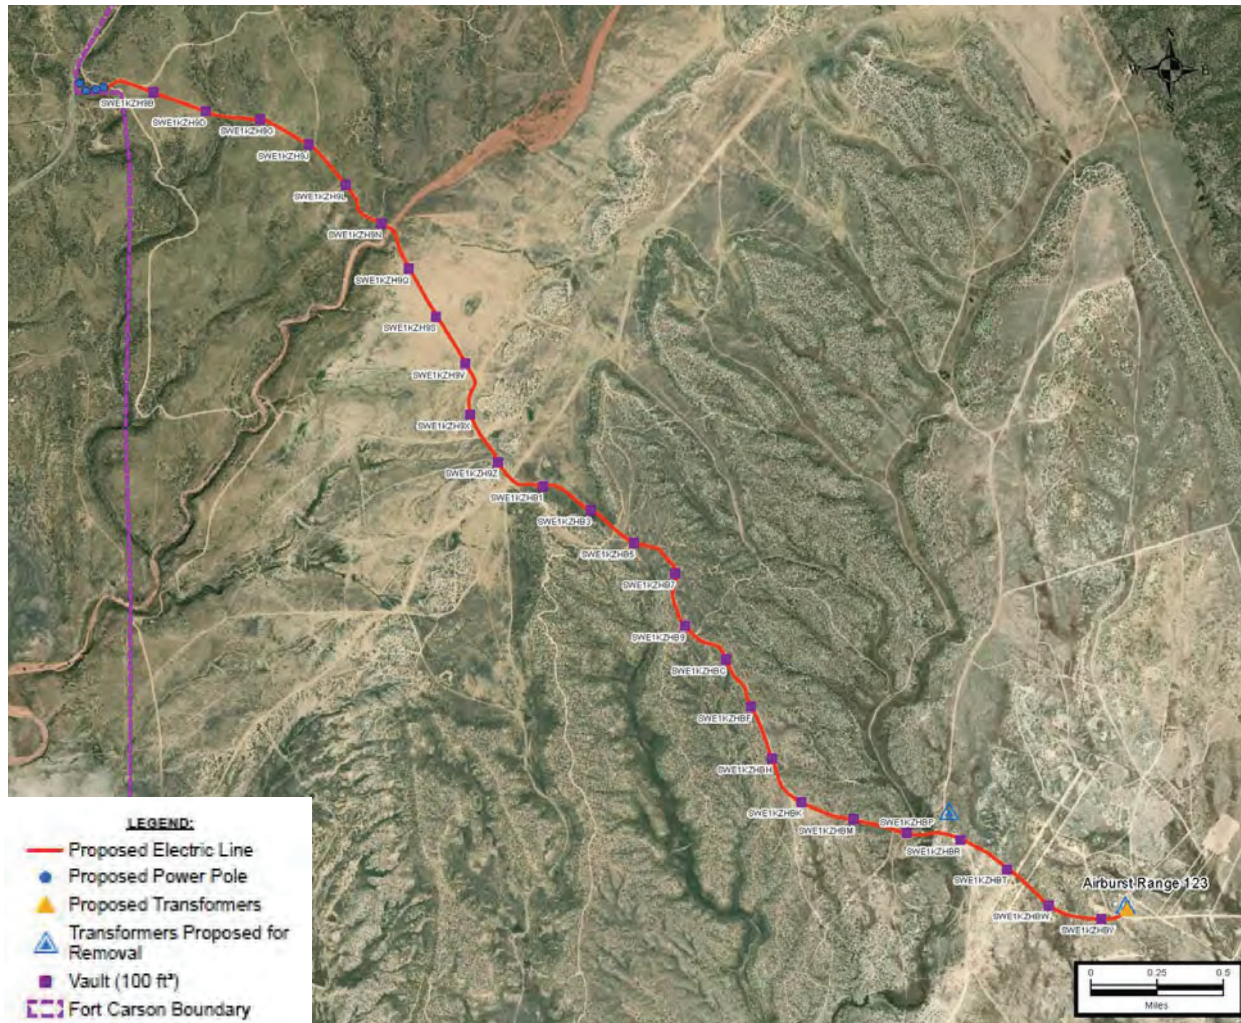 N
W E
S
SWE1KZH9B
SWE1KZH9D
SWE1KZH9G
SWE1KZH9J
SWE1KZH9L
SWE1KZH9N
SWE1KZH9Q
SWE1KZH9S
SWE1KZH9V
SWE1KZH9X
SWE1KZH9Z
SWE1KZHB1
SWE1KZHB3
SWE1KZHB5
SWE1KZHB7
SWE1KZHB9
SWE1KZHBC
SWE1KZHBF
SWE1KZHBH
SWE1KZHBK
SWE1KZHBM
SWE1KZHBP
SWE1KZHBR
SWE1KZHBT
Airburst Range 123
SWE1KZHBW
SWE1KZHBY
LEGEND:
Proposed Electric Line
Proposed Power Pole
Proposed Transformers
Transformers Proposed for
Removal
Vault (100 ft³)
Fort Carson Boundary
0 0.25 0.5
Miles